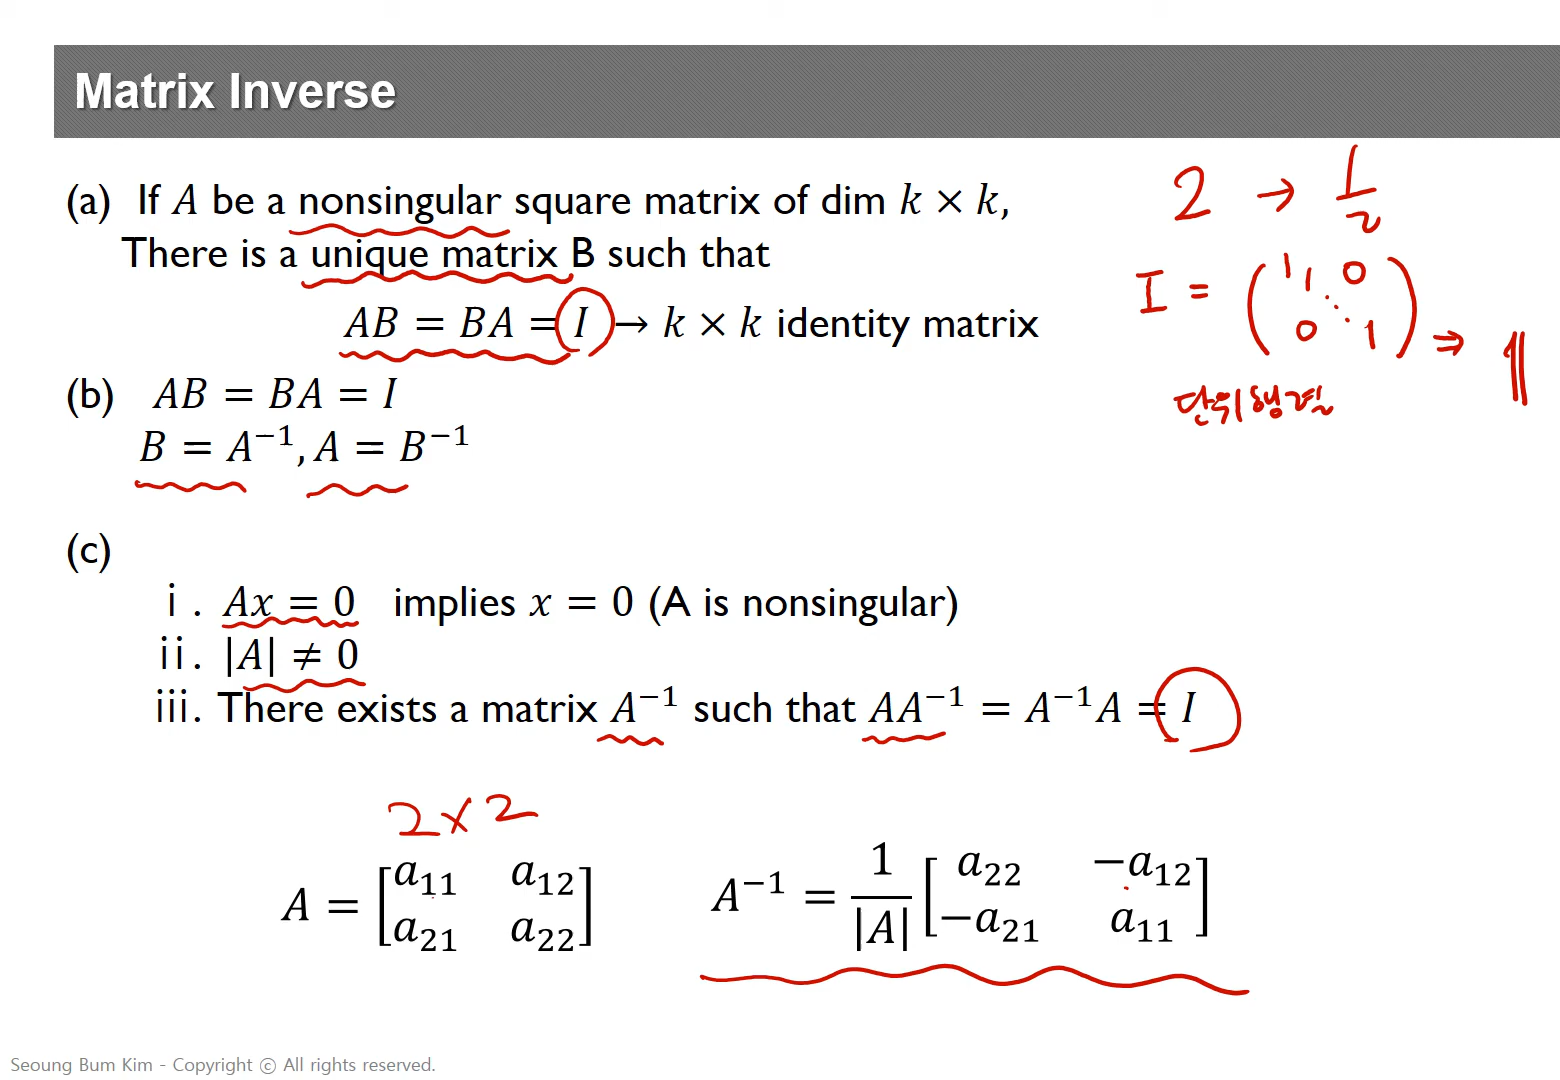 Matrix Inverse
(a) If A be a nonsingular square matrix of dim k × k,
There is a unique matrix B such that
AB = BA = I → k × k identity matrix
(b) AB = BA = I
B = A⁻¹, A = B⁻¹
(c)
i. Ax = 0 implies x = 0 (A is nonsingular)
ii. |A| ≠ 0
iii. There exists a matrix A⁻¹ such that AA⁻¹ = A⁻¹A = I
2 → 1/2
I = (1 1 0 ⋱ 0 1) ⇒
단위행렬
2×2
A = [a₁₁ a₁₂
a₂₁ a₂₂]
A⁻¹ = 1/|A| [a₂₂ −a₁₂
−a₂₁ a₁₁]
Seoung Bum Kim - Copyright ⓒ All rights reserved.